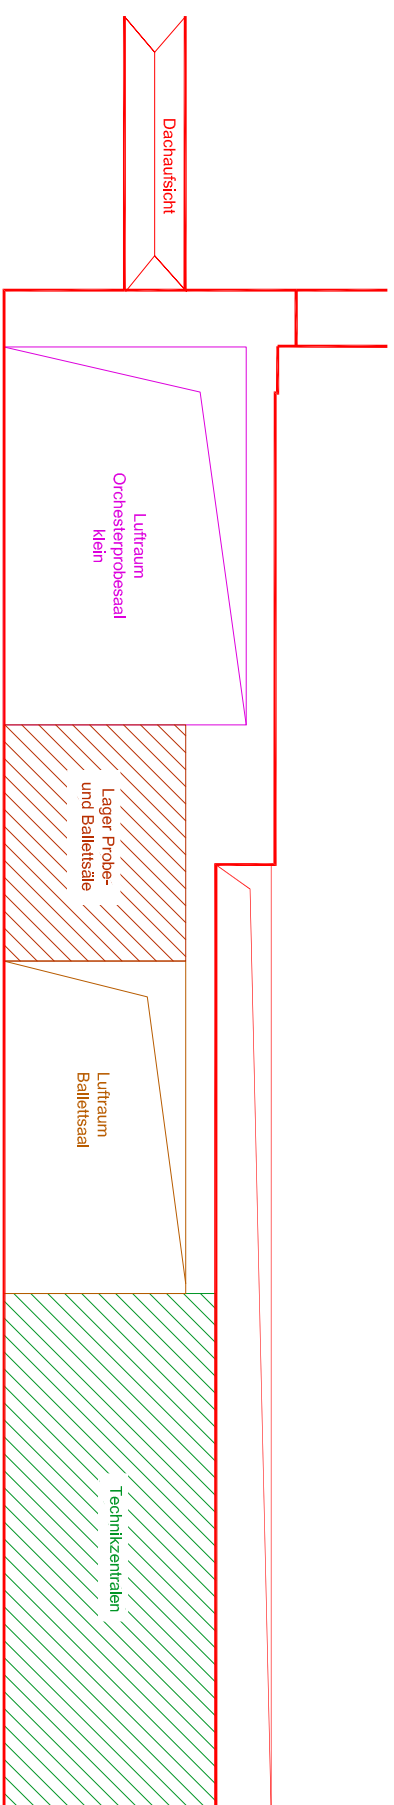 Dachaufsicht
Luftraum
Orchesterprobesaal
klein
Lager Probe-
und Ballettsäle
Luftraum
Ballettsaal
Technikzentralen